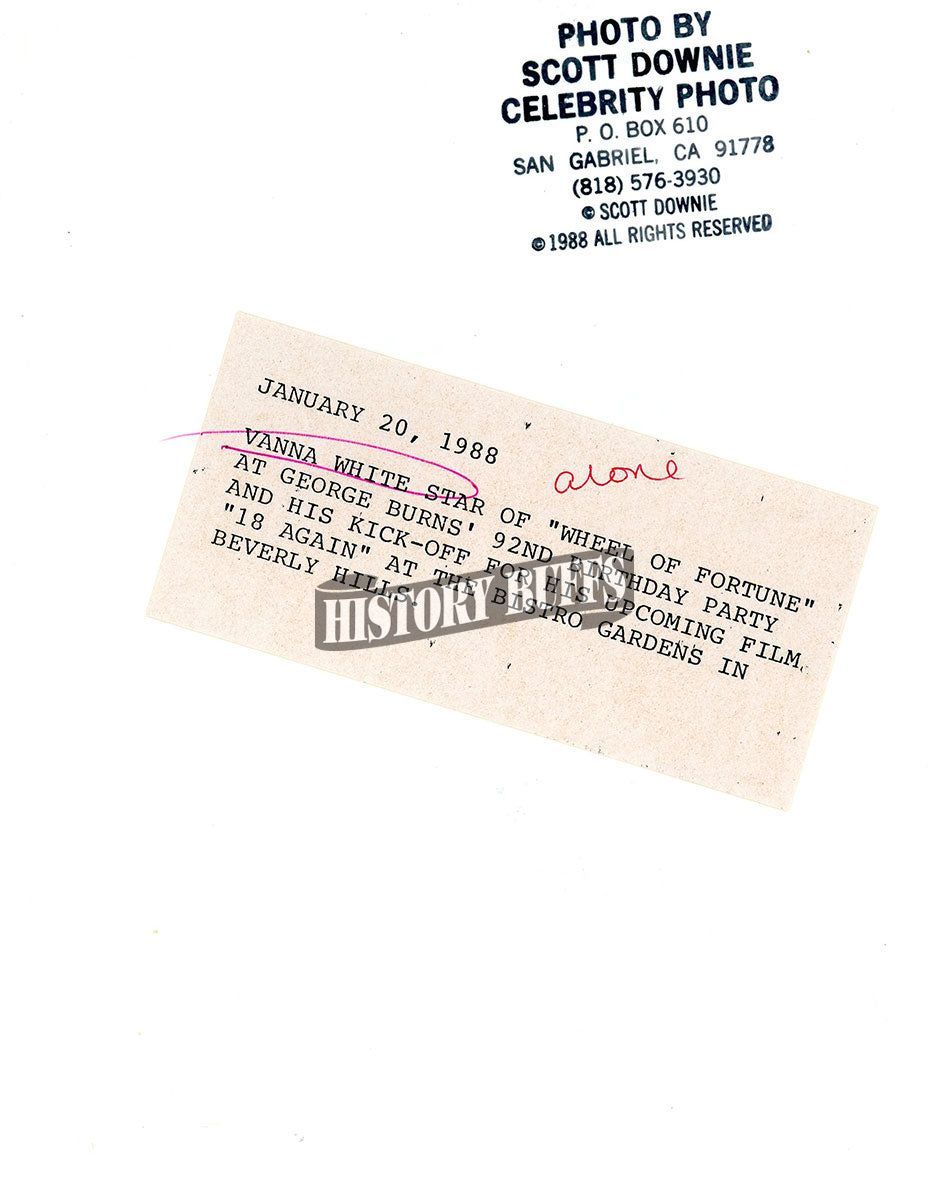 PHOTO BY
SCOTT DOWNIE
CELEBRITY PHOTO
P. O. BOX 610
SAN GABRIEL, CA 91778
(818) 576-3930
© SCOTT DOWNIE
© 1988 ALL RIGHTS RESERVED
JANUARY 20, 1988
alone
VANNA WHITE STAR OF "WHEEL OF FORTUNE"
AT GEORGE BURNS' 92ND BIRTHDAY PARTY
AND HIS KICK-OFF FOR HIS UPCOMING FILM
"18 AGAIN" AT THE BISTRO GARDENS IN
BEVERLY HILLS.
HISTORY BUFFS